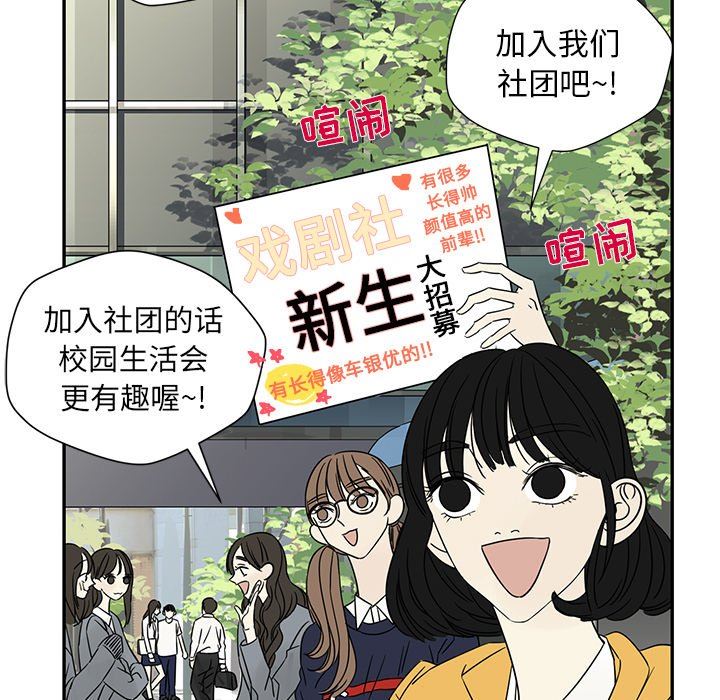 加入我们
社团吧~!
喧闹
有很多
长得帅
颜值高的
前辈!!
戏剧社
新生
大招募
有长得像车银优的!!
喧闹
加入社团的话
校园生活会
更有趣喔~!